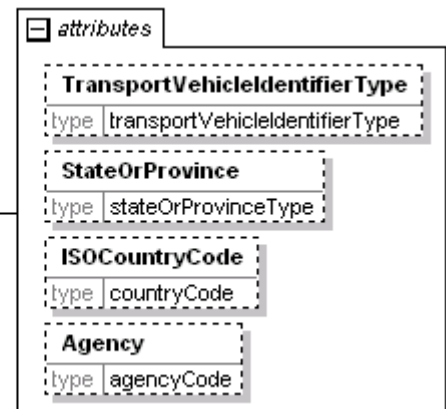 attributes
TransportVehicleIdentifierType
type transportVehicleIdentifierType
StateOrProvince
type stateOrProvinceType
ISOCountryCode
type countryCode
Agency
type agencyCode